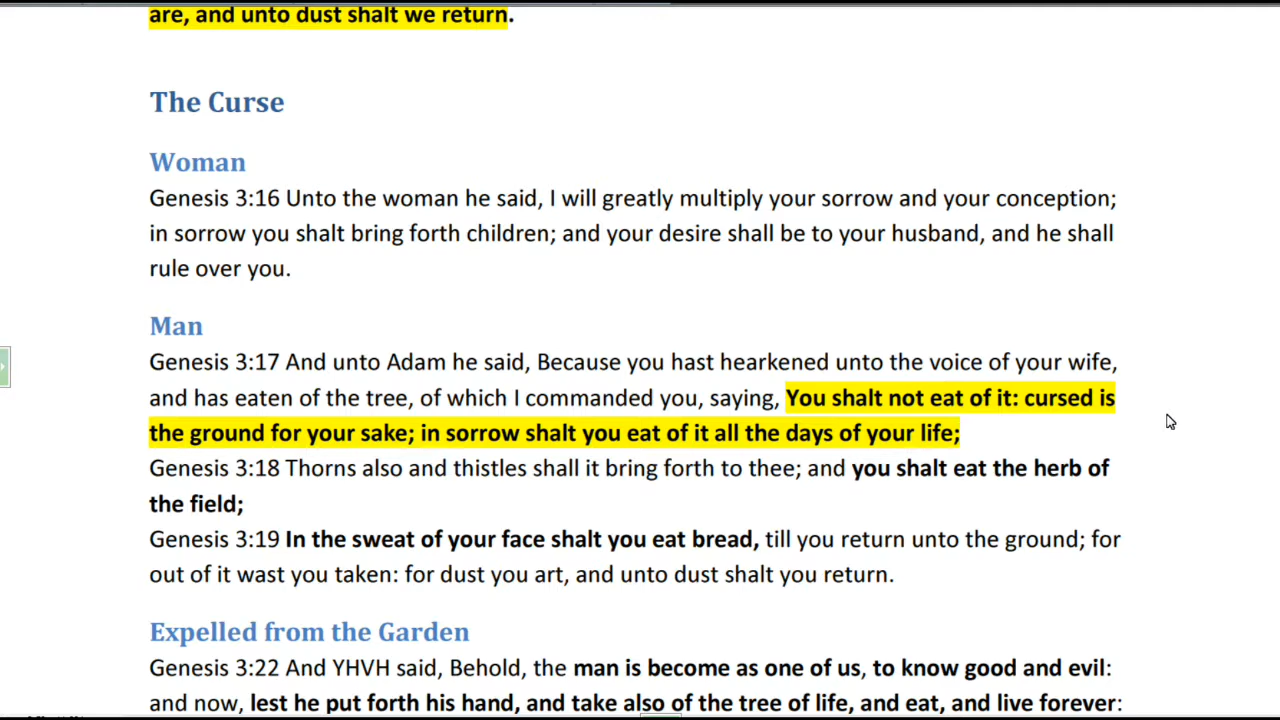 are, and unto dust shalt we return.
The Curse
Woman
Genesis 3:16 Unto the woman he said, I will greatly multiply your sorrow and your conception;
in sorrow you shalt bring forth children; and your desire shall be to your husband, and he shall
rule over you.
Man
Genesis 3:17 And unto Adam he said, Because you hast hearkened unto the voice of your wife,
and has eaten of the tree, of which I commanded you, saying, You shalt not eat of it: cursed is
the ground for your sake; in sorrow shalt you eat of it all the days of your life;
Genesis 3:18 Thorns also and thistles shall it bring forth to thee; and you shalt eat the herb of
the field;
Genesis 3:19 In the sweat of your face shalt you eat bread, till you return unto the ground; for
out of it wast you taken: for dust you art, and unto dust shalt you return.
Expelled from the Garden
Genesis 3:22 And YHVH said, Behold, the man is become as one of us, to know good and evil:
and now, lest he put forth his hand, and take also of the tree of life, and eat, and live forever: